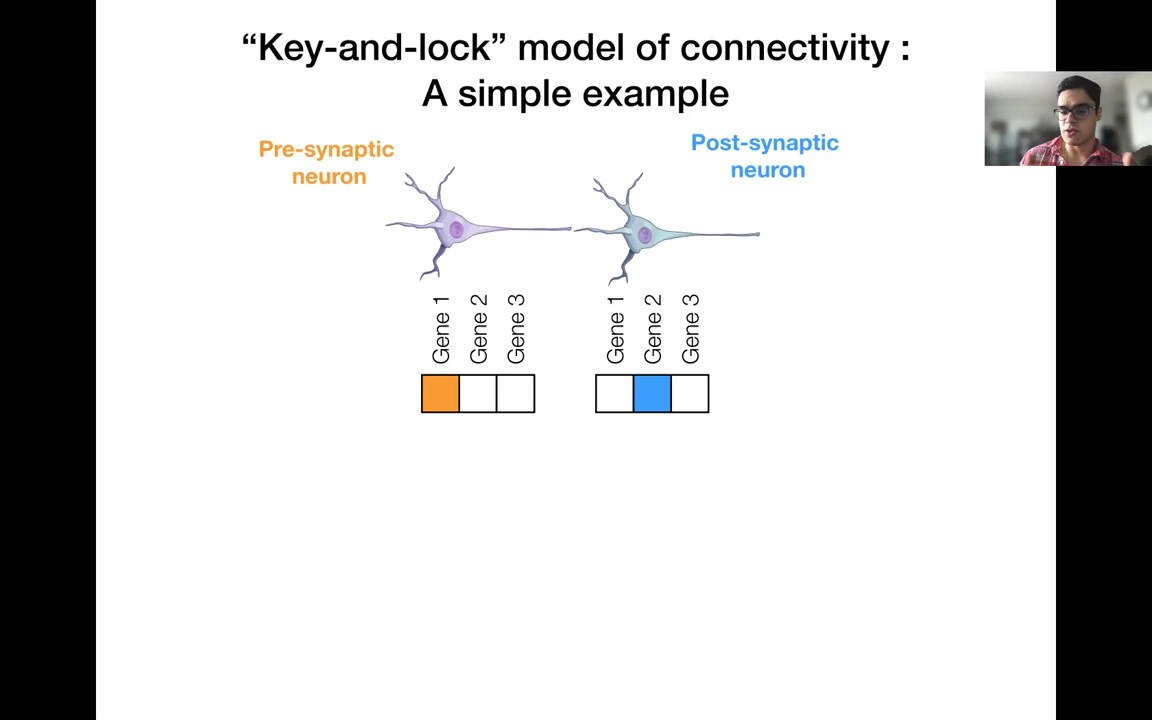 “Key-and-lock” model of connectivity :
A simple example
Pre-synaptic
neuron
Post-synaptic
neuron
Gene 1
Gene 2
Gene 3
Gene 1
Gene 2
Gene 3